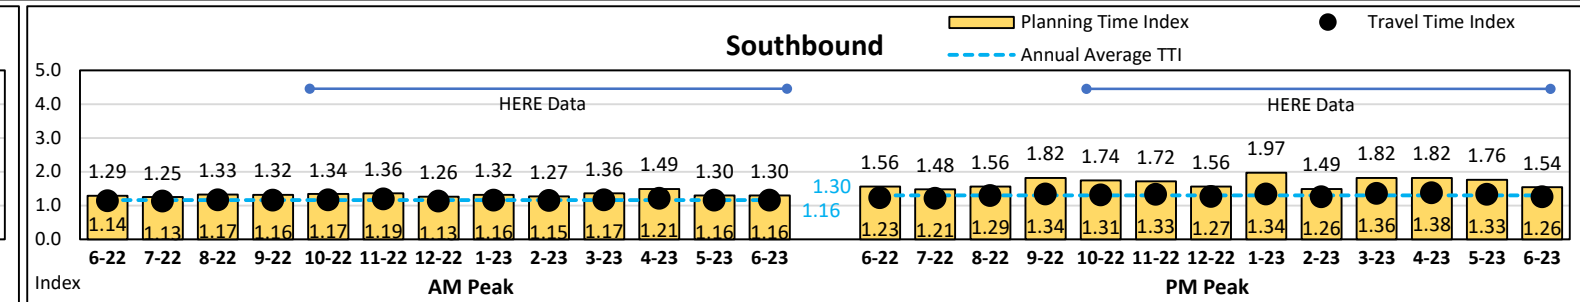 Planning Time Index
Travel Time Index
Southbound
Annual Average TTI
5.0
HERE Data
HERE Data
4.0
3.0
2.0
1.29 1.25 1.33 1.32 1.34 1.36 1.26 1.32 1.27 1.36 1.49 1.30 1.30
1.56 1.48 1.56 1.82 1.74 1.72 1.56 1.97 1.49 1.82 1.82 1.76 1.54
1.30
1.16
1.0
1.14 1.13 1.17 1.16 1.17 1.19 1.13 1.16 1.15 1.17 1.21 1.16 1.16
1.23 1.21 1.29 1.34 1.31 1.33 1.27 1.34 1.26 1.36 1.38 1.33 1.26
0.0
6-22 7-22 8-22 9-22 10-22 11-22 12-22 1-23 2-23 3-23 4-23 5-23 6-23
6-22 7-22 8-22 9-22 10-22 11-22 12-22 1-23 2-23 3-23 4-23 5-23 6-23
Index
AM Peak
PM Peak